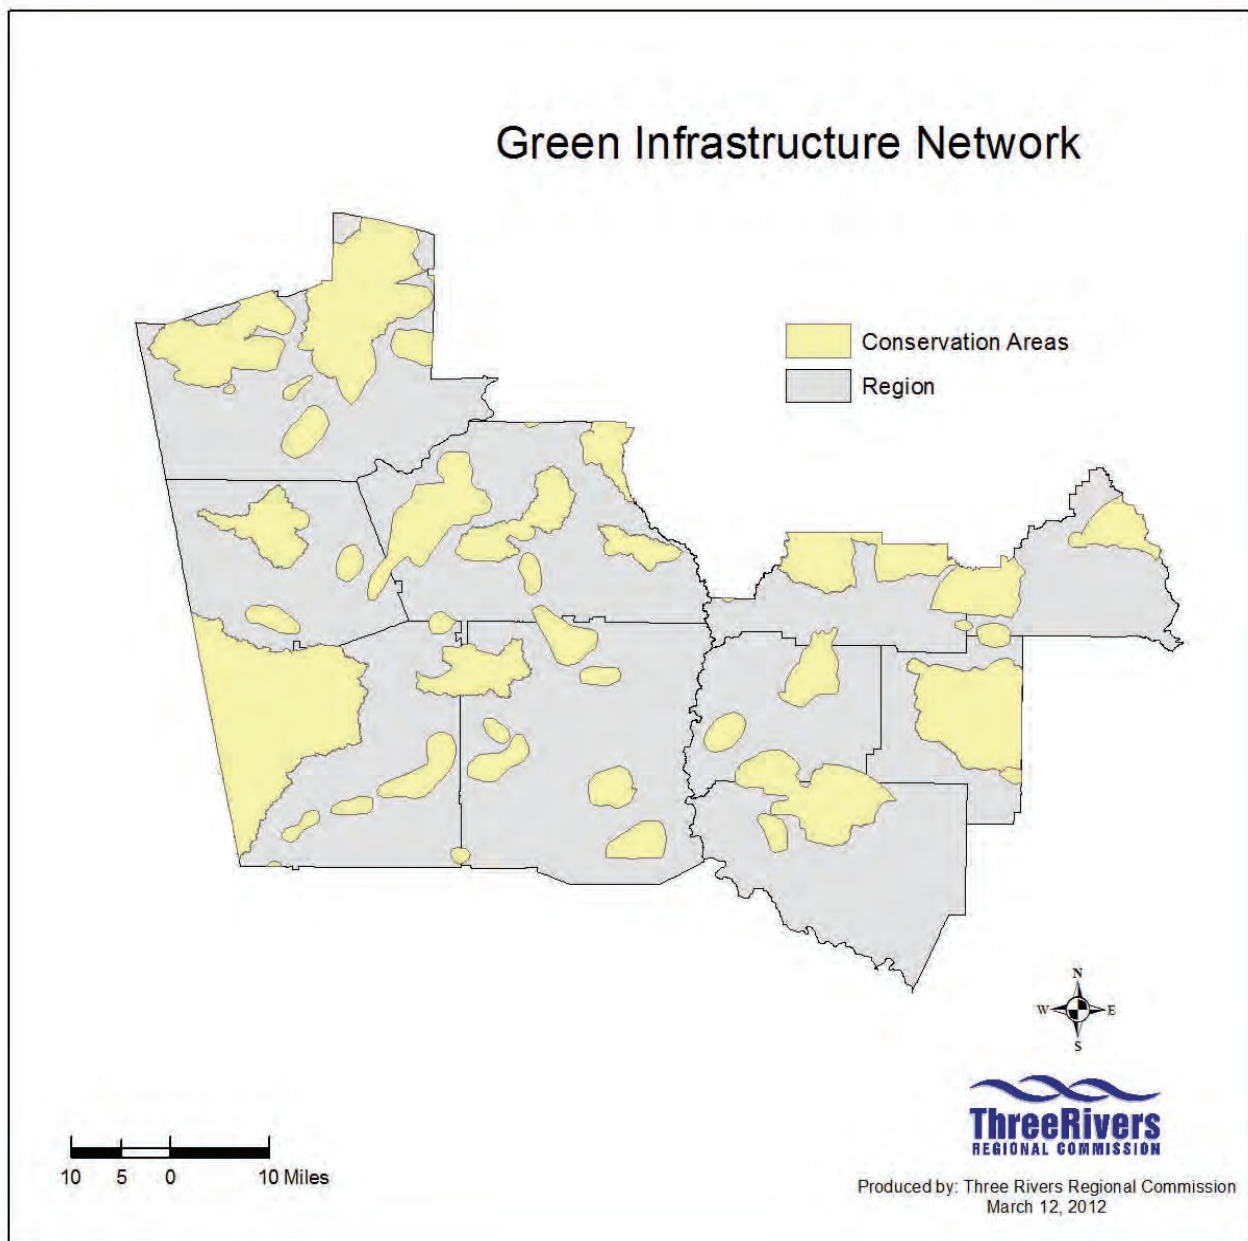 Green Infrastructure Network
Conservation Areas
Region
N
W E
S
ThreeRivers
REGIONAL COMMISSION
10 5 0 10 Miles
Produced by: Three Rivers Regional Commission
March 12, 2012